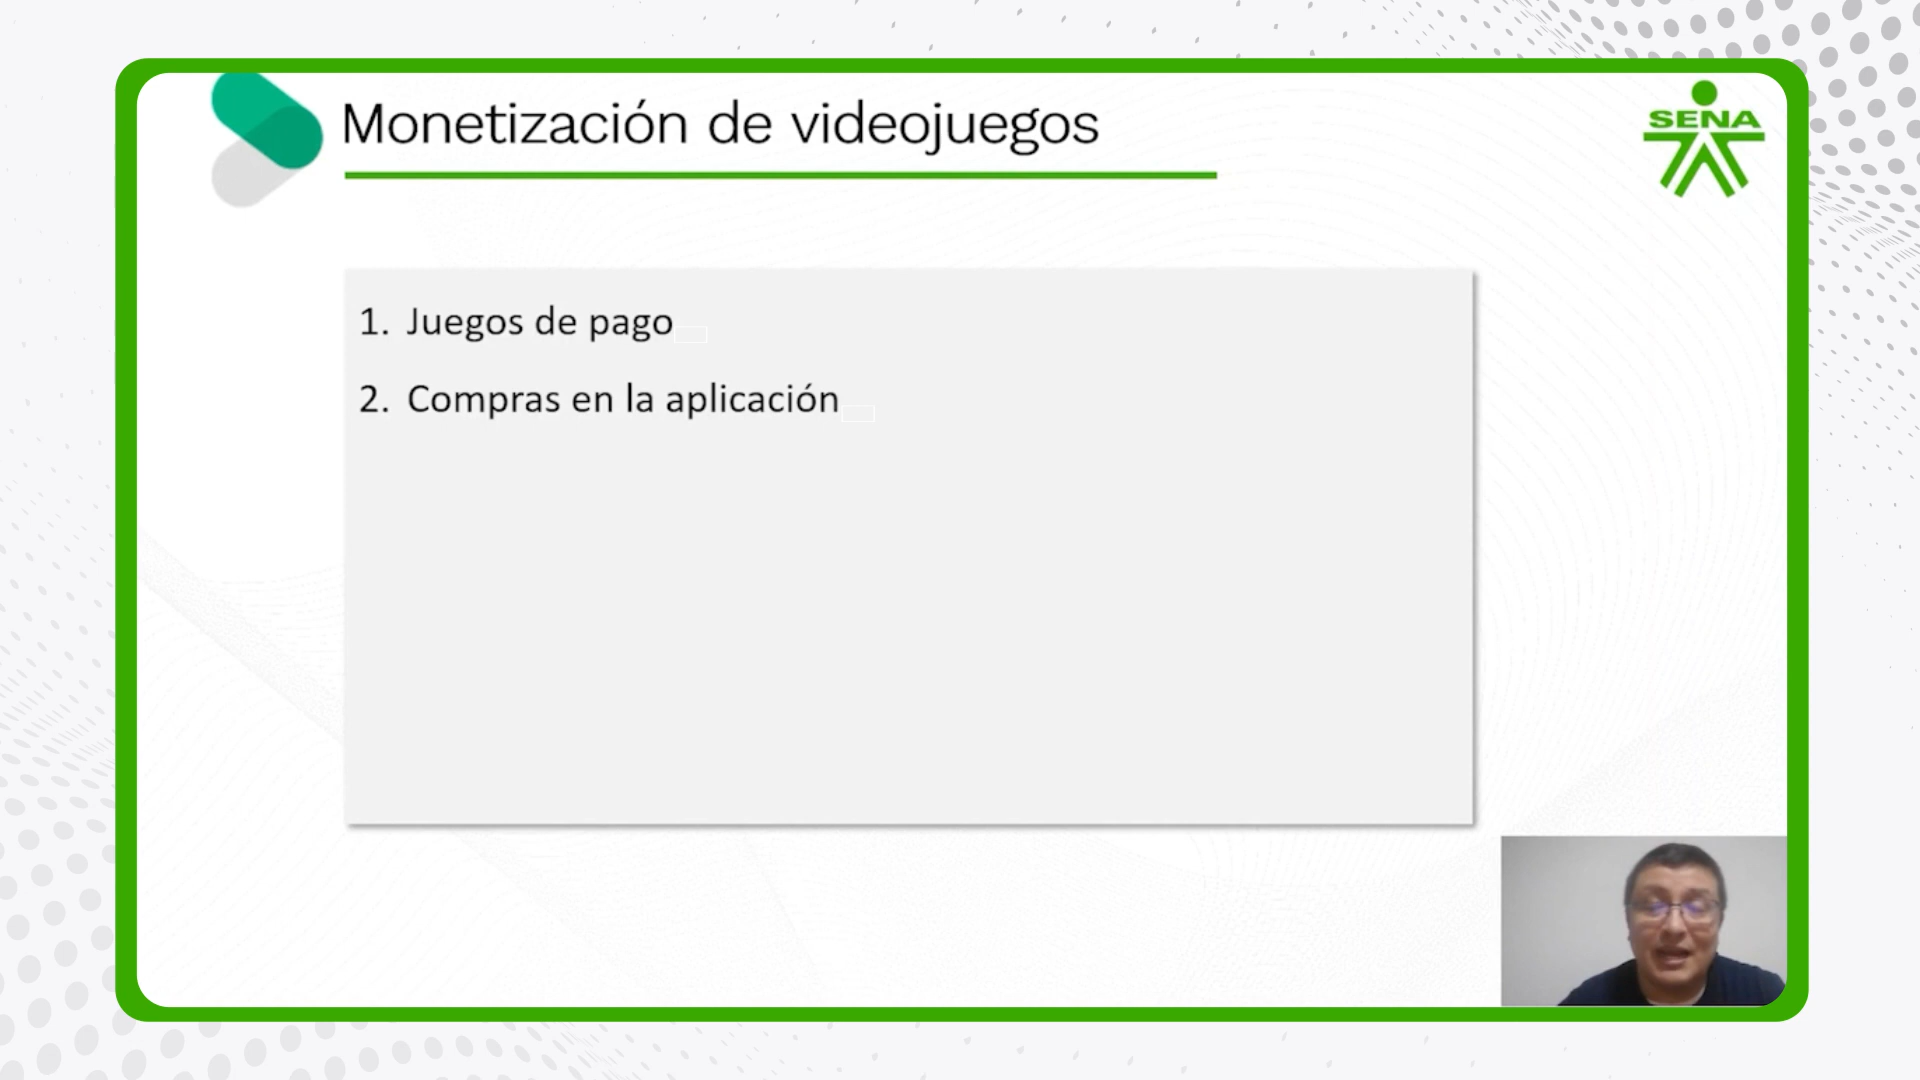 Monetización de videojuegos
SENA
1. Juegos de pago
2. Compras en la aplicación